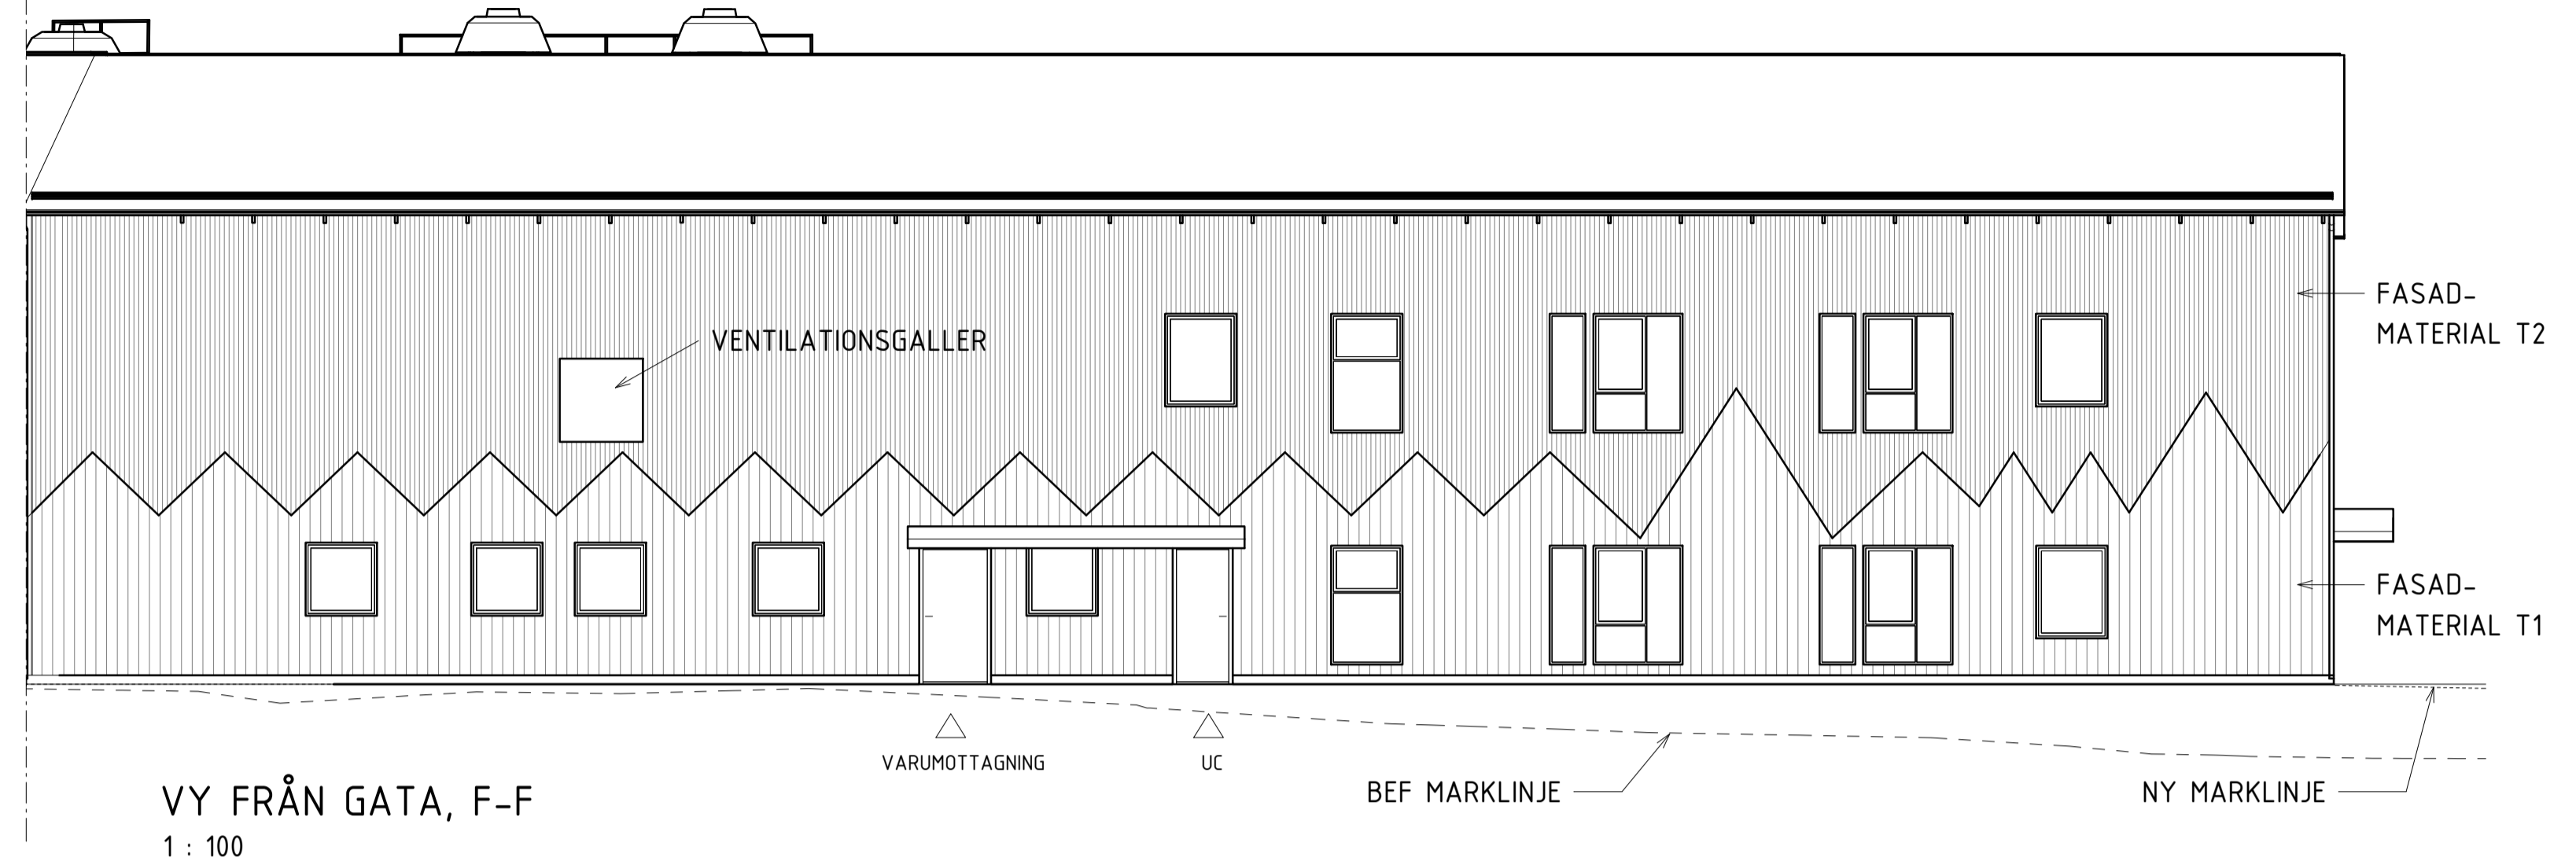 FASAD-
MATERIAL T2
VENTILATIONSGALLER
FASAD-
MATERIAL T1
VARUMOTTAGNING
UC
BEF MARKLINJE
NY MARKLINJE
VY FRÅN GATA, F-F
1 : 100